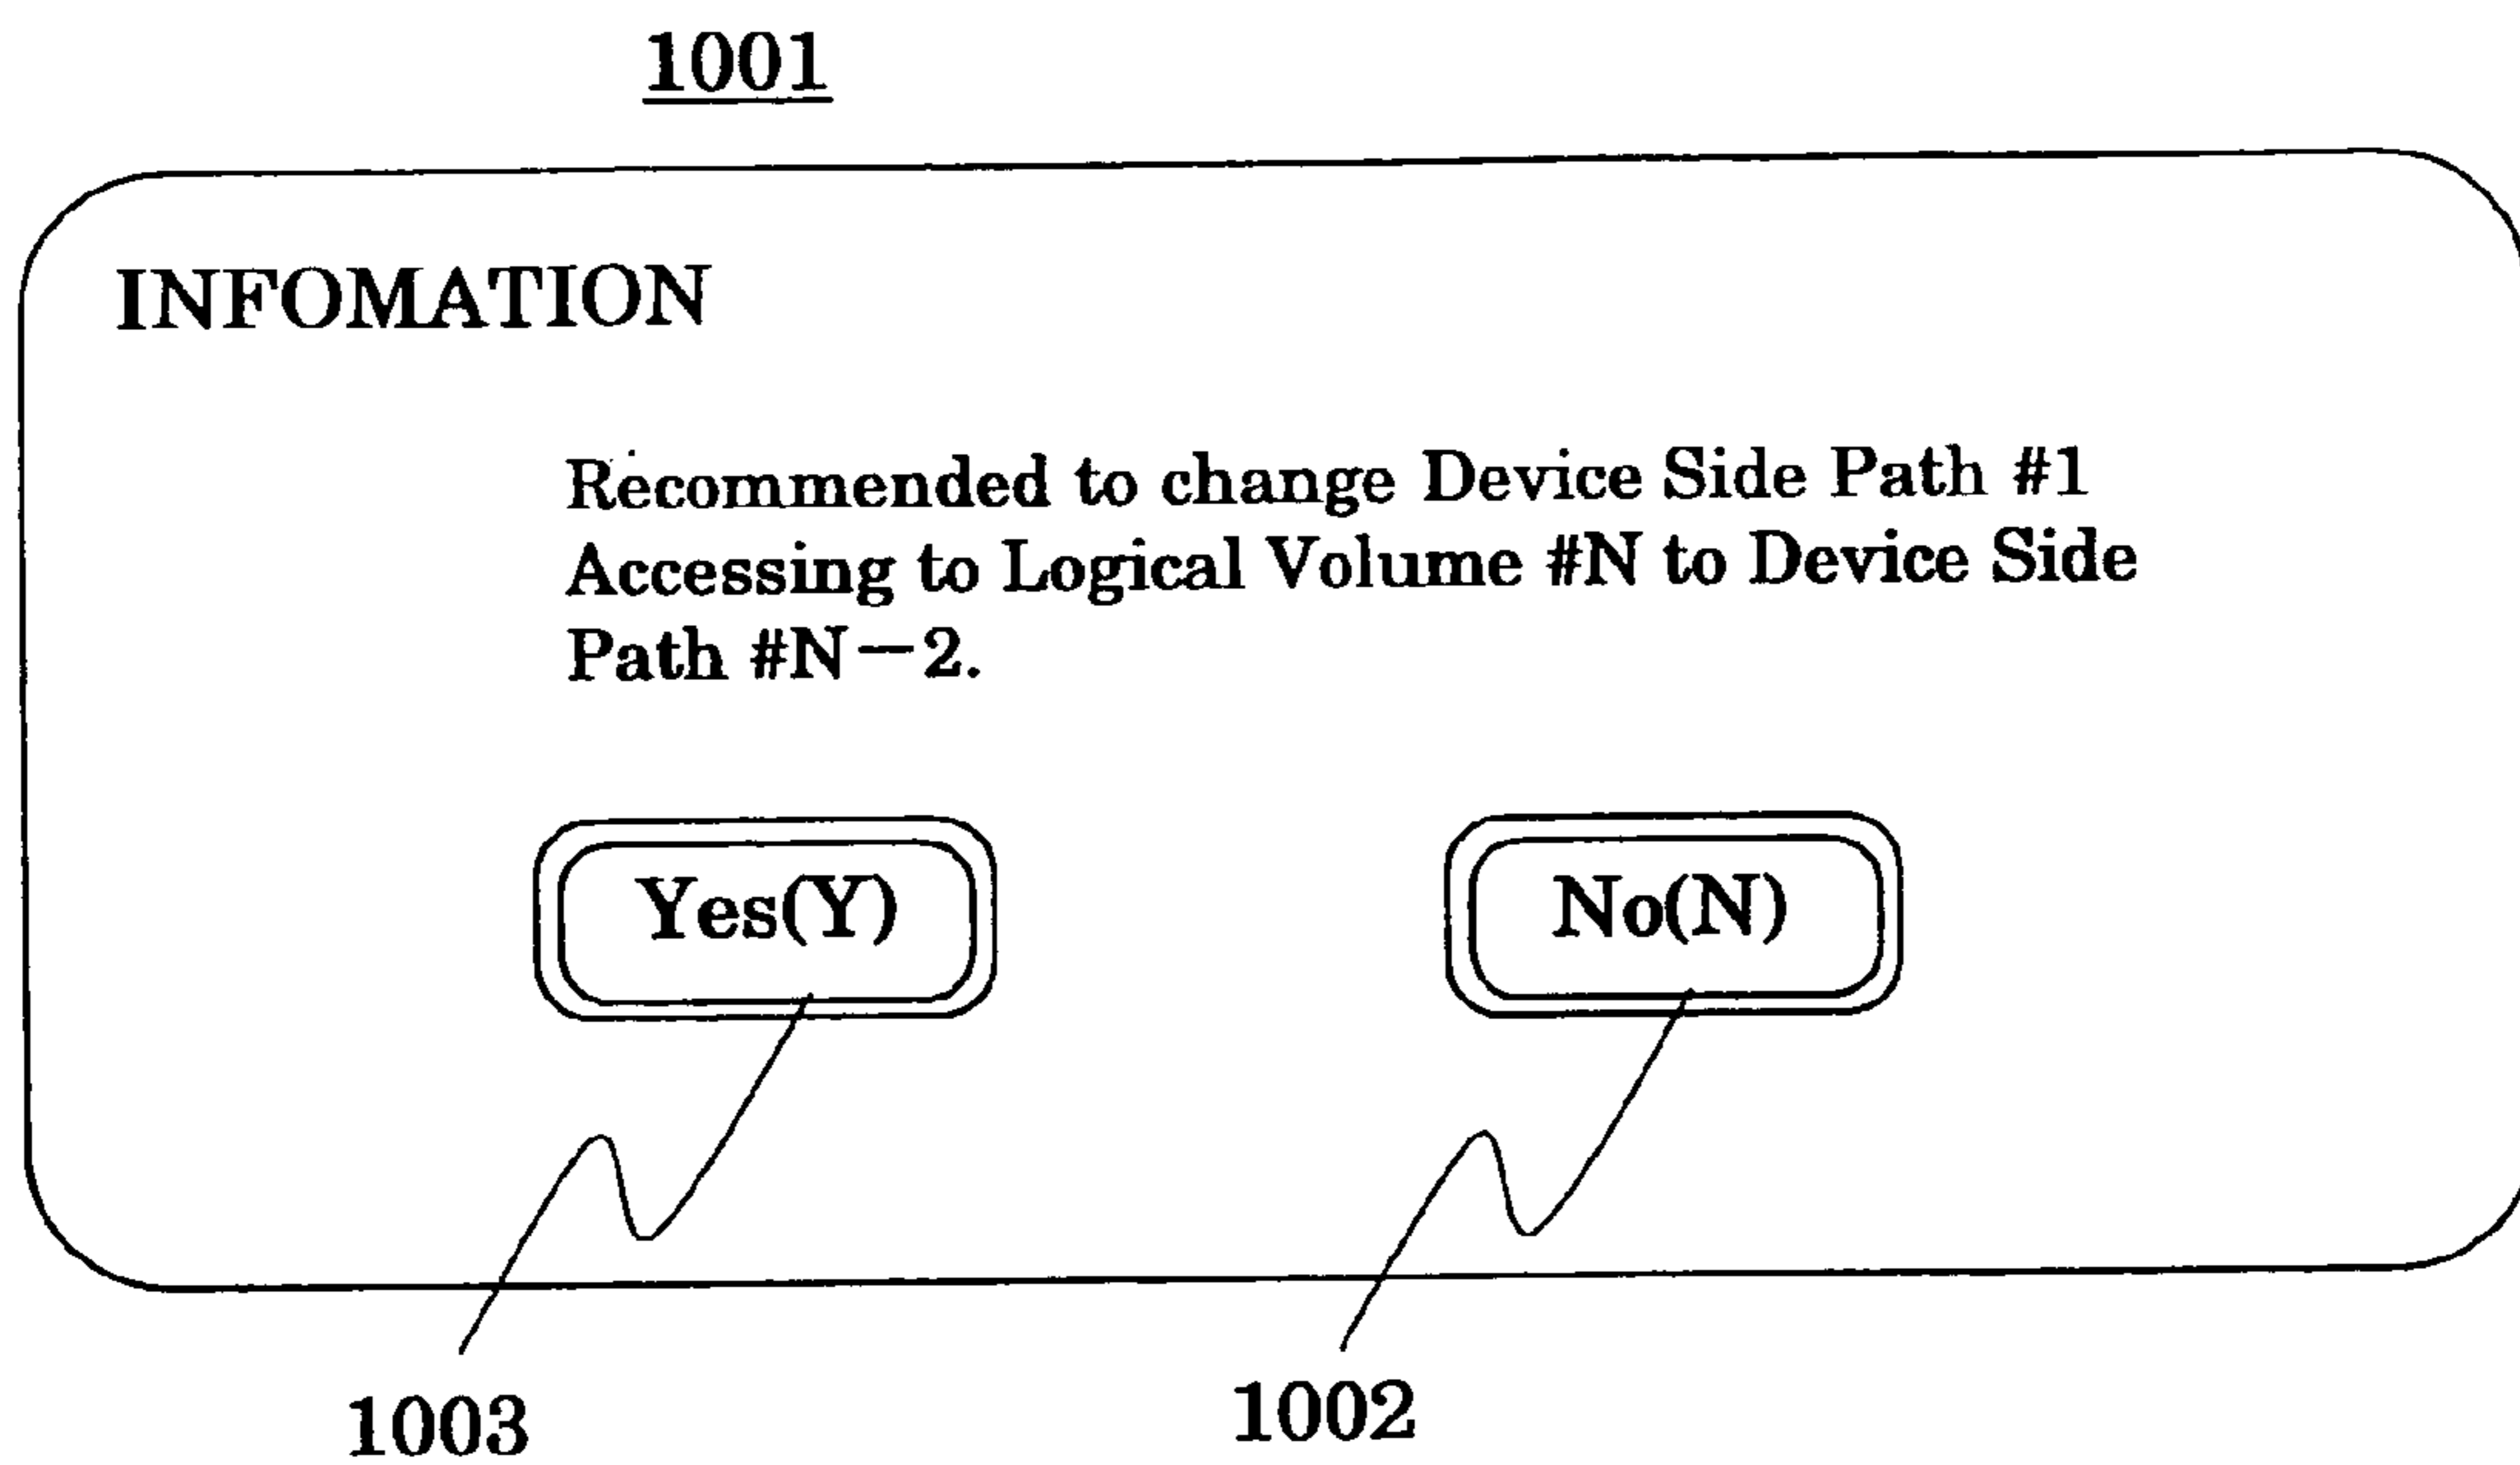 1001
INFOMATION
Recommended to change Device Side Path #1
Accessing to Logical Volume #N to Device Side
Path #N−2.
Yes(Y) No(N)
1003 1002